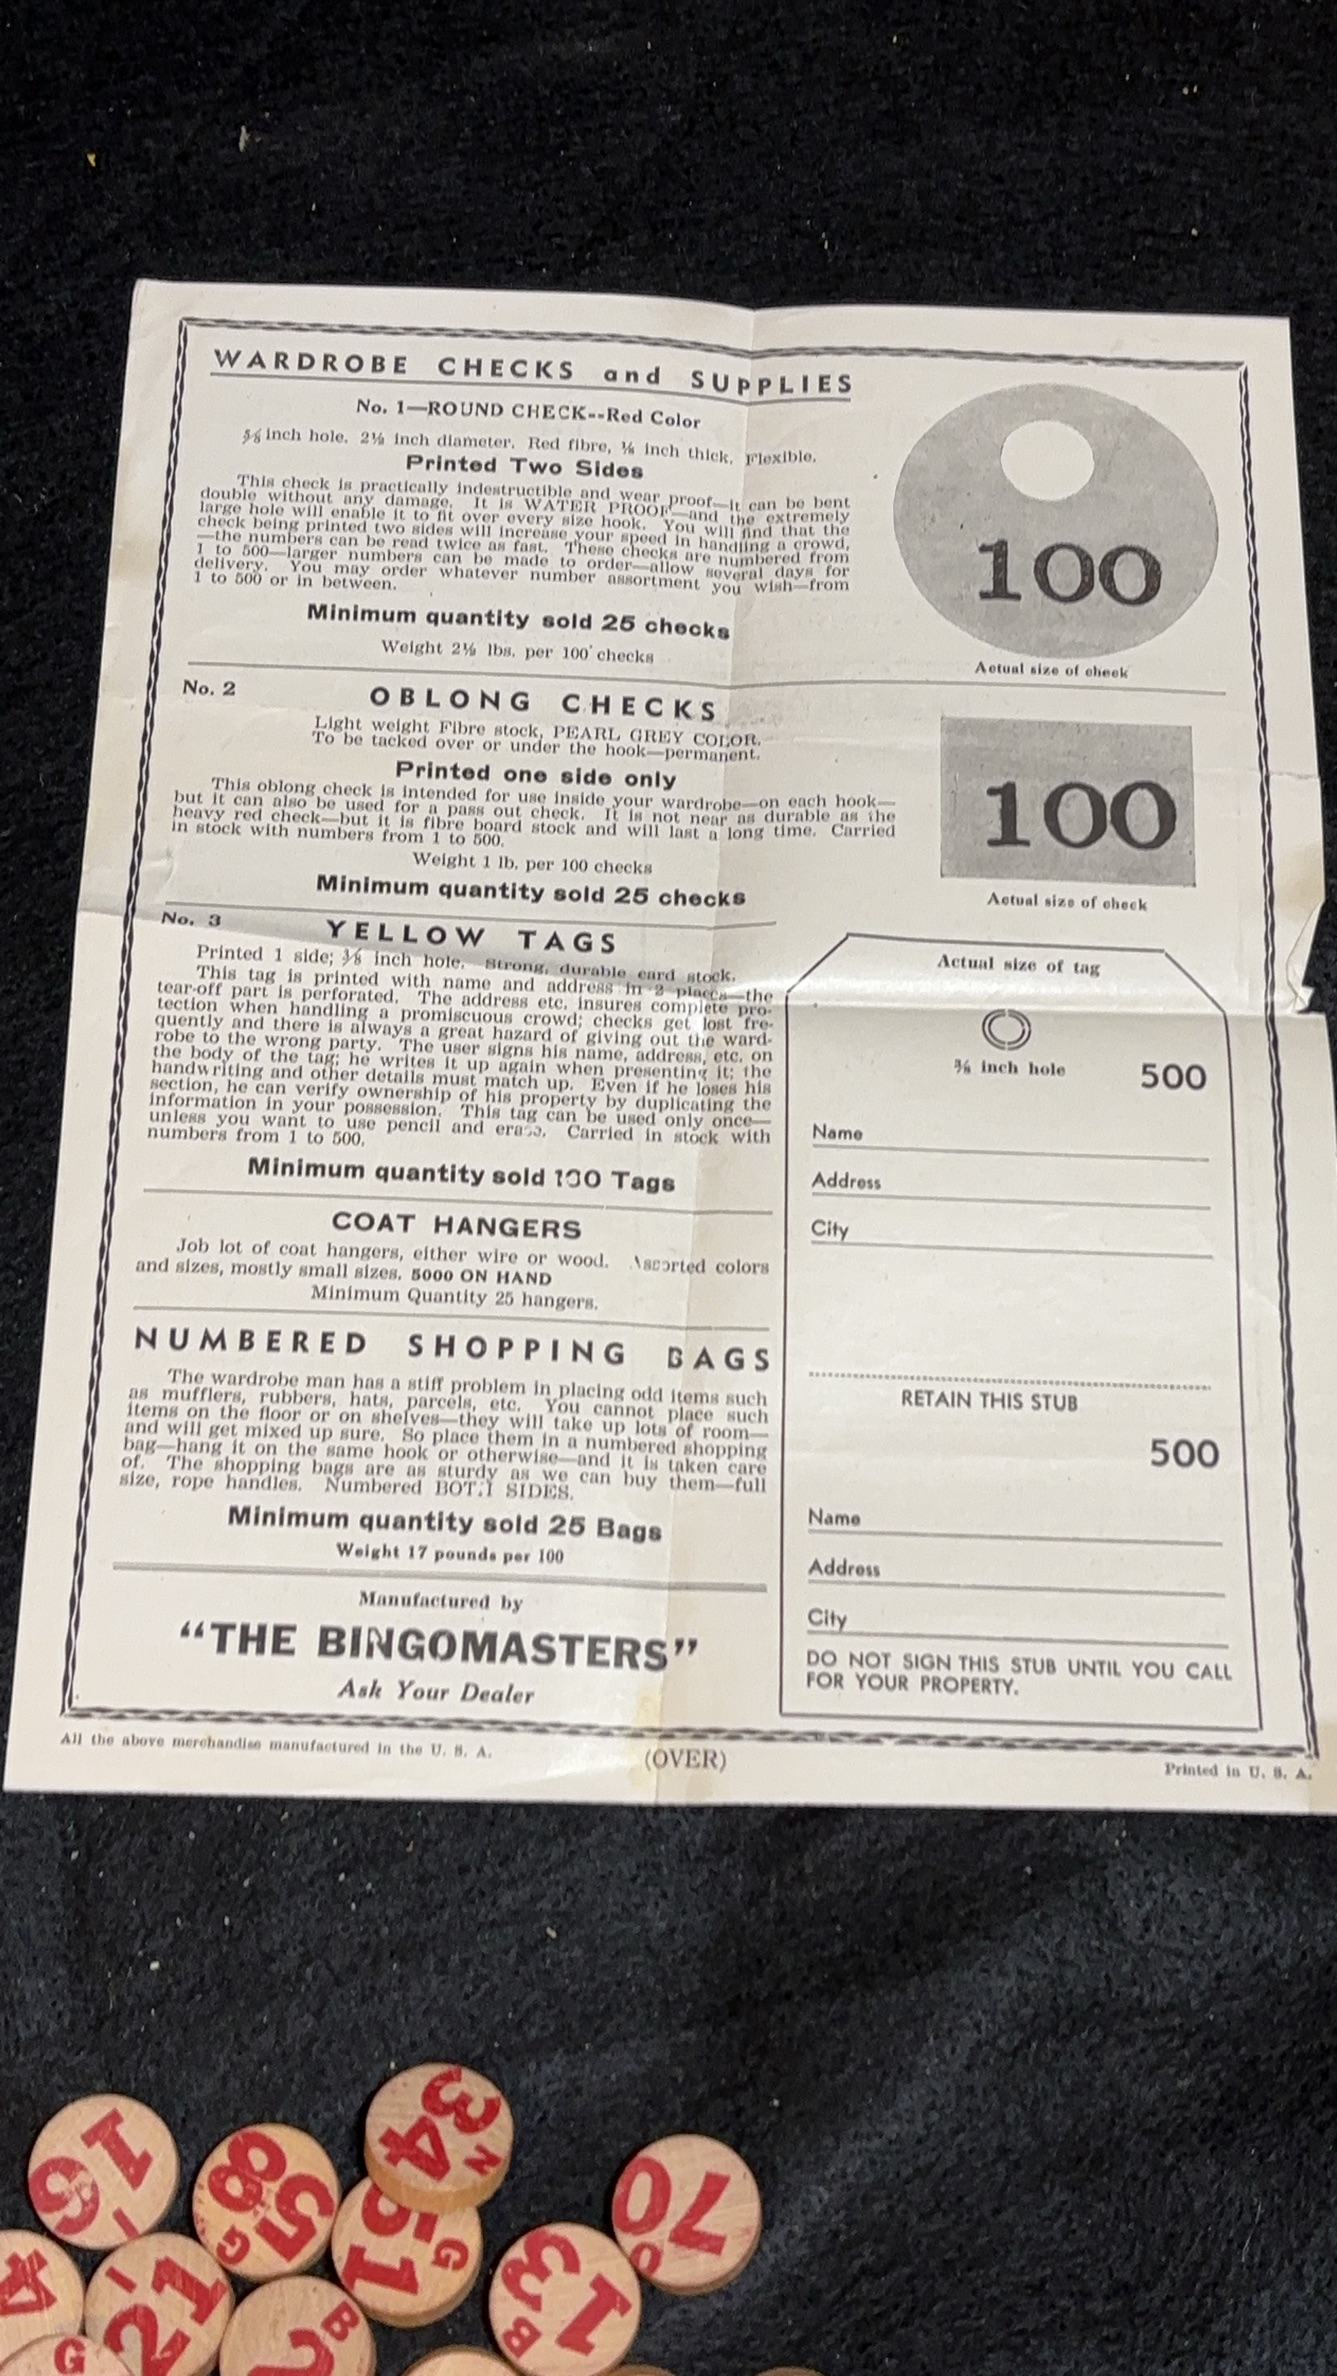 WARDROBE CHECKS and SUPPLIES
No. 1—ROUND CHECK--Red Color
⅝ inch hole. 2⅛ inch diameter. Red fibre, ⅛ inch thick. Flexible.
Printed Two Sides
This check is practically indestructible and wear proof—it can be bent
double without any damage. It is WATER PROOF—and the extremely
large hole will enable it to fit over every size hook. You will find that the
check being printed two sides will increase your speed in handling a crowd,
—the numbers can be read twice as fast. These checks are numbered from
1 to 500—larger numbers can be made to order—allow several days for
delivery. You may order whatever number assortment you wish—from
1 to 500 or in between.
Minimum quantity sold 25 checks
Weight 2½ lbs. per 100 checks
100
Actual size of check
No. 2
OBLONG CHECKS
Light weight Fibre stock, PEARL GREY COLOR.
To be tacked over or under the hook—permanent.
Printed one side only
This oblong check is intended for use inside your wardrobe—on each hook—
but it can also be used for a pass out check. It is not near as durable as the
heavy red check—but it is fibre board stock and will last a long time. Carried
in stock with numbers from 1 to 500.
Weight 1 lb. per 100 checks
Minimum quantity sold 25 checks
100
Actual size of check
No. 3
YELLOW TAGS
Printed 1 side; ⅜ inch hole. Strong, durable card stock.
This tag is printed with name and address in 2 places—the
tear-off part is perforated. The address etc. insures complete pro-
tection when handling a promiscuous crowd; checks get lost fre-
quently and there is always a great hazard of giving out the ward-
robe to the wrong party. The user signs his name, address, etc. on
the body of the tag; he writes it up again when presenting it; the
handwriting and other details must match up. Even if he loses his
section, he can verify ownership of his property by duplicating the
information in your possession. This tag can be used only once—
unless you want to use pencil and erase. Carried in stock with
numbers from 1 to 500.
Minimum quantity sold 100 Tags
COAT HANGERS
Job lot of coat hangers, either wire or wood. Assorted colors
and sizes, mostly small sizes. 5000 ON HAND
Minimum Quantity 25 hangers.
NUMBERED SHOPPING BAGS
The wardrobe man has a stiff problem in placing odd items such
as mufflers, rubbers, hats, parcels, etc. You cannot place such
items on the floor or on shelves—they will take up lots of room—
and will get mixed up sure. So place them in a numbered shopping
bag—hang it on the same hook or otherwise—and it is taken care
of. The shopping bags are as sturdy as we can buy them—full
size, rope handles. Numbered BOTH SIDES.
Minimum quantity sold 25 Bags
Weight 17 pounds per 100
Manufactured by
"THE BINGOMASTERS"
Ask Your Dealer
Actual size of tag
⅜ inch hole
500
Name
Address
City
RETAIN THIS STUB
500
Name
Address
City
DO NOT SIGN THIS STUB UNTIL YOU CALL
FOR YOUR PROPERTY.
All the above merchandise manufactured in the U. S. A.
(OVER)
Printed in U. S. A.
I 16
G 58
N 34
G 51
O 70
B 13
I 21
B
G
4